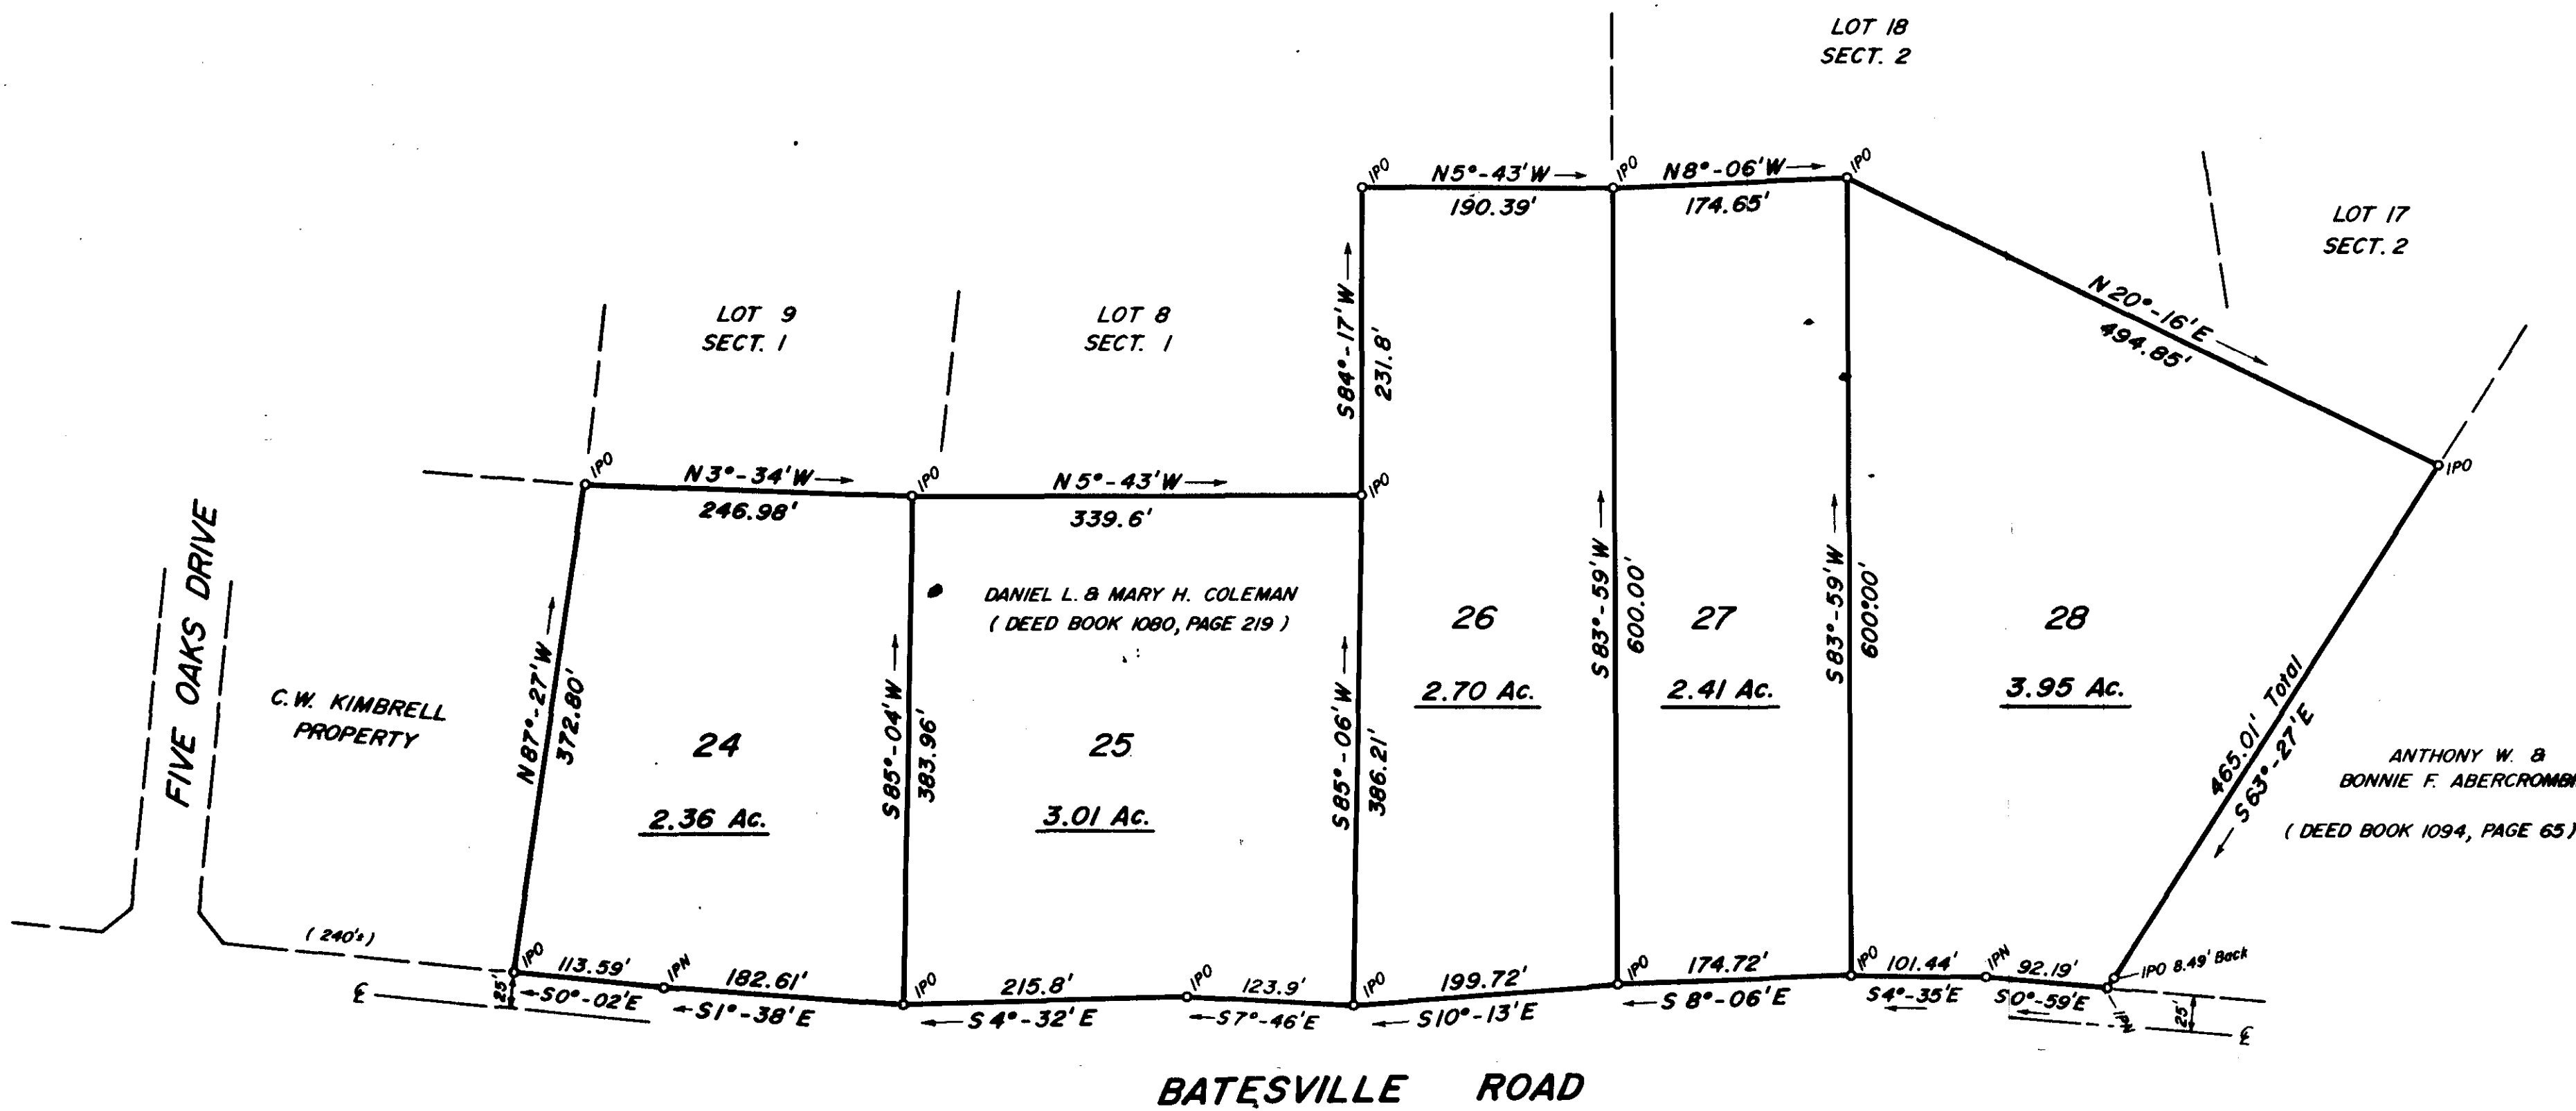 LOT 18
SECT. 2
LOT 17
SECT. 2
IPO
N5°-43'W
190.39'
IPO
N8°-06'W
174.65'
IPO
N20°-16'E
494.85'
IPO
S84°-17'W
231.8'
LOT 9
SECT. 1
LOT 8
SECT. 1
IPO
N3°-34'W
246.98'
IPO
N5°-43'W
339.6'
IPO
FIVE OAKS DRIVE
C.W. KIMBRELL
PROPERTY
N87°-27'W
372.80'
24
2.36 Ac.
S85°-04'W
383.96'
DANIEL L. & MARY H. COLEMAN
( DEED BOOK 1080, PAGE 219 )
25
3.01 Ac.
S85°-06'W
386.21'
26
2.70 Ac.
S83°-59'W
600.00'
27
2.41 Ac.
S83°-59'W
600.00'
28
3.95 Ac.
465.01' Total
S63°-27'E
ANTHONY W. &
BONNIE F. ABERCROMBI
( DEED BOOK 1094, PAGE 65)
(240'±)
25'
℄
IPO
113.59'
S0°-02'E
IPN
182.61'
S1°-38'E
IPO
215.8'
S4°-32'E
IPO
123.9'
S7°-46'E
IPO
199.72'
S10°-13'E
IPO
174.72'
S8°-06'E
IPO
101.44'
S4°-35'E
IPN
92.19'
S0°-59'E
IPO 8.49' Back
IPN
25'
℄
BATESVILLE ROAD